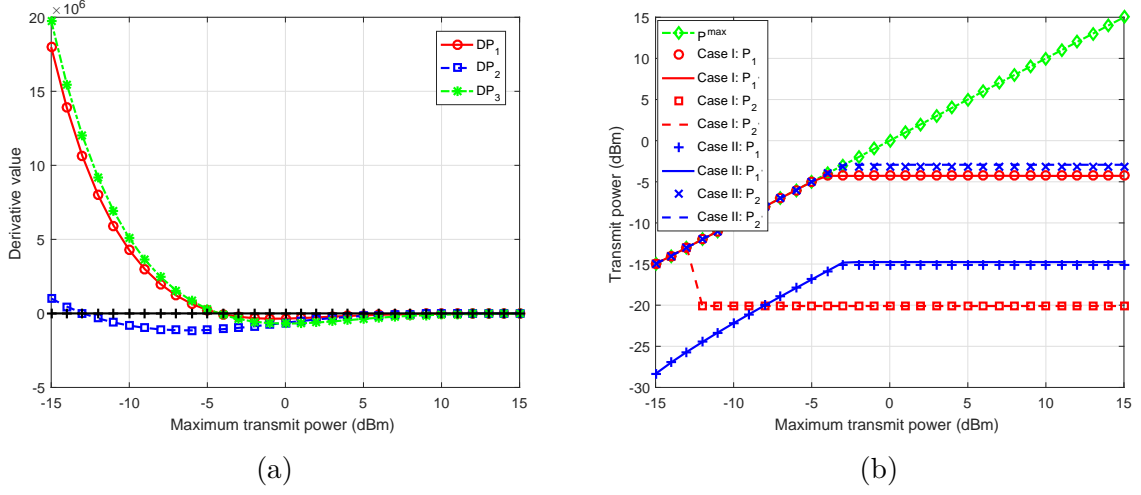 20
×10⁶
15
10
5
0
-5
-15
-10
-5
0
5
10
15
Derivative value
Maximum transmit power (dBm)
DP₁
DP₂
DP₃
(a)
15
10
5
0
-5
-10
-15
-20
-25
-30
-15
-10
-5
0
5
10
15
Transmit power (dBm)
Maximum transmit power (dBm)
Pᵐᵃˣ
Case I: P₁
Case I: P₁'
Case I: P₂
Case I: P₂'
Case II: P₁
Case II: P₁'
Case II: P₂
Case II: P₂'
(b)